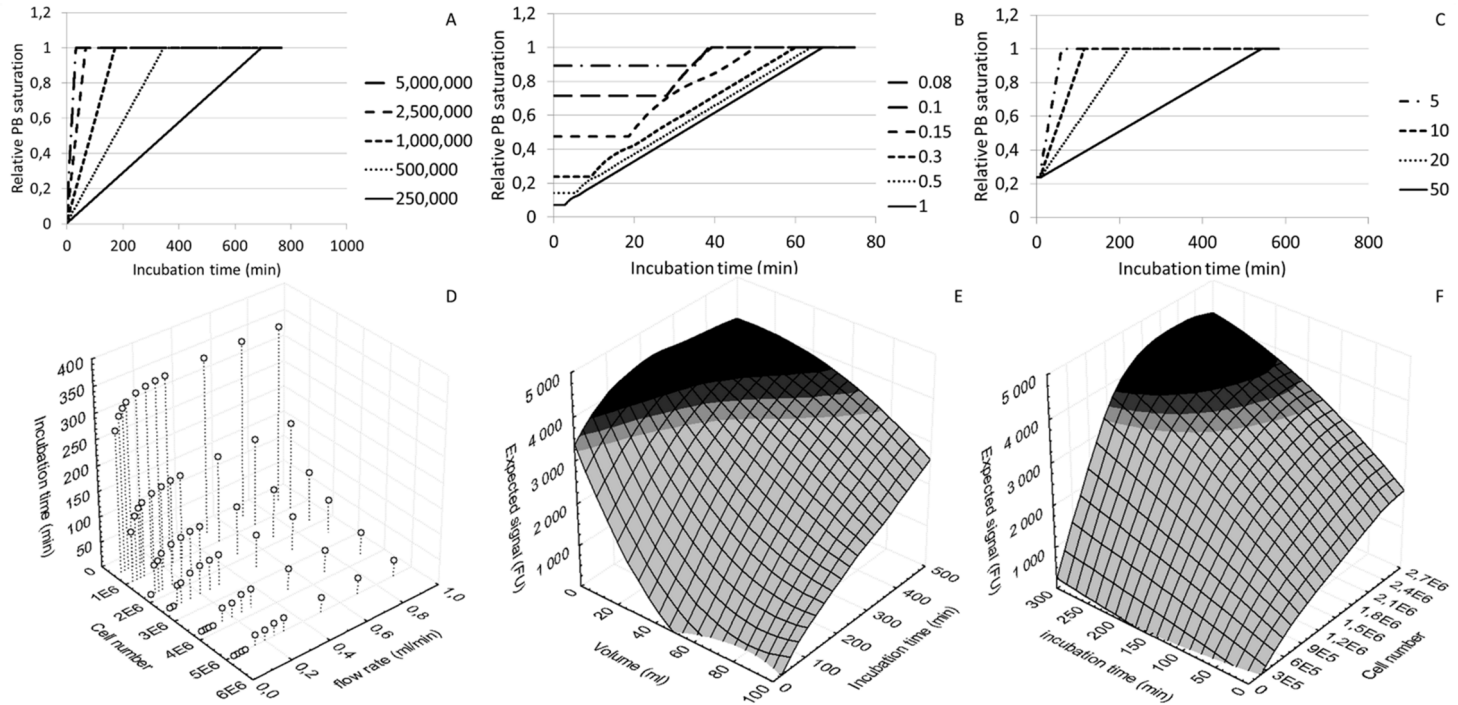 A
Relative PB saturation
1,2
1
0,8
0,6
0,4
0,2
0
0 200 400 600 800 1000
Incubation time (min)
5,000,000
2,500,000
1,000,000
500,000
250,000
B
Relative PB saturation
1,2
1
0,8
0,6
0,4
0,2
0
0 20 40 60 80
Incubation time (min)
0.08
0.1
0.15
0.3
0.5
1
C
Relative PB saturation
1,2
1
0,8
0,6
0,4
0,2
0
0 200 400 600 800
Incubation time (min)
5
10
20
50
D
Incubation time (min)
400
350
300
250
200
150
100
50
0
1E6
2E6
3E6
4E6
5E6
6E6
Cell number
0,0
0,2
0,4
0,6
0,8
1,0
flow rate (ml/min)
E
Expected signal (FU)
5 000
4 000
3 000
2 000
1 000
0
20
40
60
80
100
Volume (ml)
0
100
200
300
400
500
Incubation time (min)
F
Expected signal (FU)
5 000
4 000
3 000
2 000
1 000
300
250
200
150
100
50
0
incubation time (min)
0
3E5
6E5
9E5
1,2E6
1,5E6
1,8E6
2,1E6
2,4E6
2,7E6
Cell number